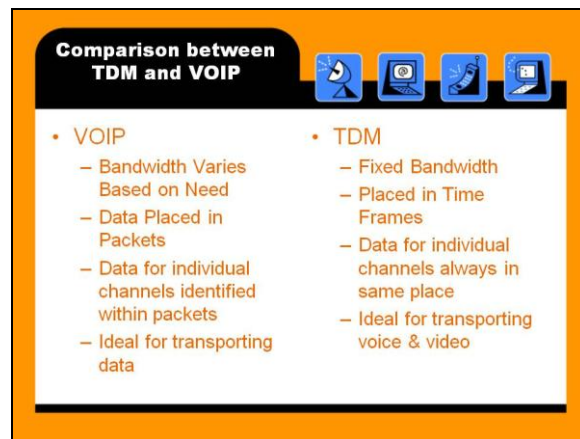 Comparison between
TDM and VOIP
@
• VOIP
– Bandwidth Varies
Based on Need
– Data Placed in
Packets
– Data for individual
channels identified
within packets
– Ideal for transporting
data
• TDM
– Fixed Bandwidth
– Placed in Time
Frames
– Data for individual
channels always in
same place
– Ideal for transporting
voice & video